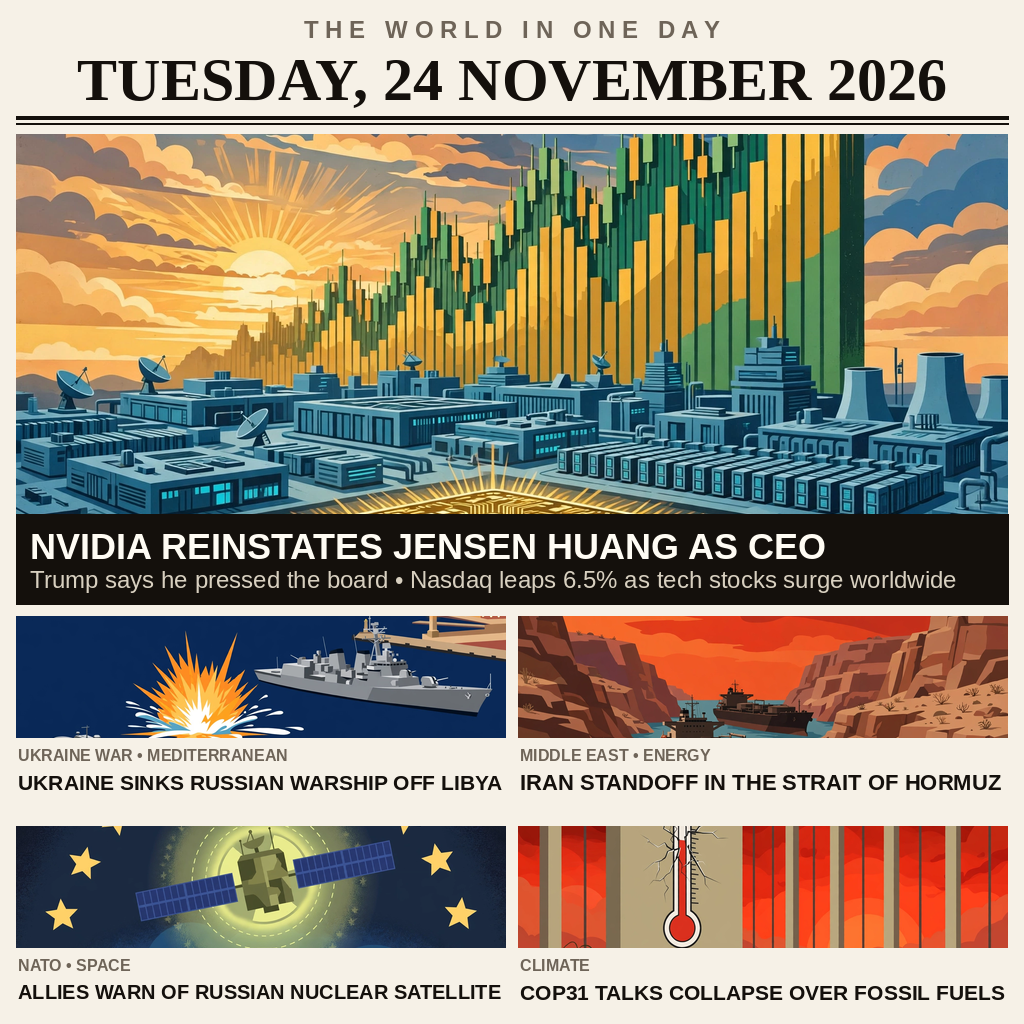 THE WORLD IN ONE DAY
TUESDAY, 24 NOVEMBER 2026
NVIDIA REINSTATES JENSEN HUANG AS CEO
Trump says he pressed the board • Nasdaq leaps 6.5% as tech stocks surge worldwide
UKRAINE WAR • MEDITERRANEAN
UKRAINE SINKS RUSSIAN WARSHIP OFF LIBYA
MIDDLE EAST • ENERGY
IRAN STANDOFF IN THE STRAIT OF HORMUZ
NATO • SPACE
ALLIES WARN OF RUSSIAN NUCLEAR SATELLITE
CLIMATE
COP31 TALKS COLLAPSE OVER FOSSIL FUELS